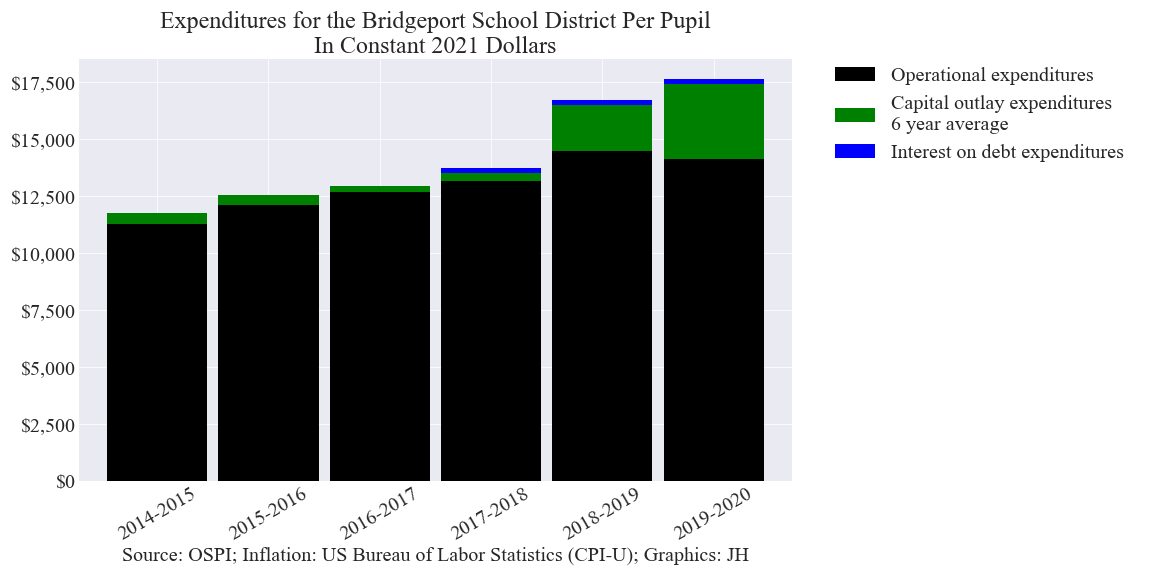 Expenditures for the Bridgeport School District Per Pupil
In Constant 2021 Dollars
$17,500
$15,000
$12,500
$10,000
$7,500
$5,000
$2,500
$0
2014-2015
2015-2016
2016-2017
2017-2018
2018-2019
2019-2020
Source: OSPI; Inflation: US Bureau of Labor Statistics (CPI-U); Graphics: JH
Operational expenditures
Capital outlay expenditures
6 year average
Interest on debt expenditures